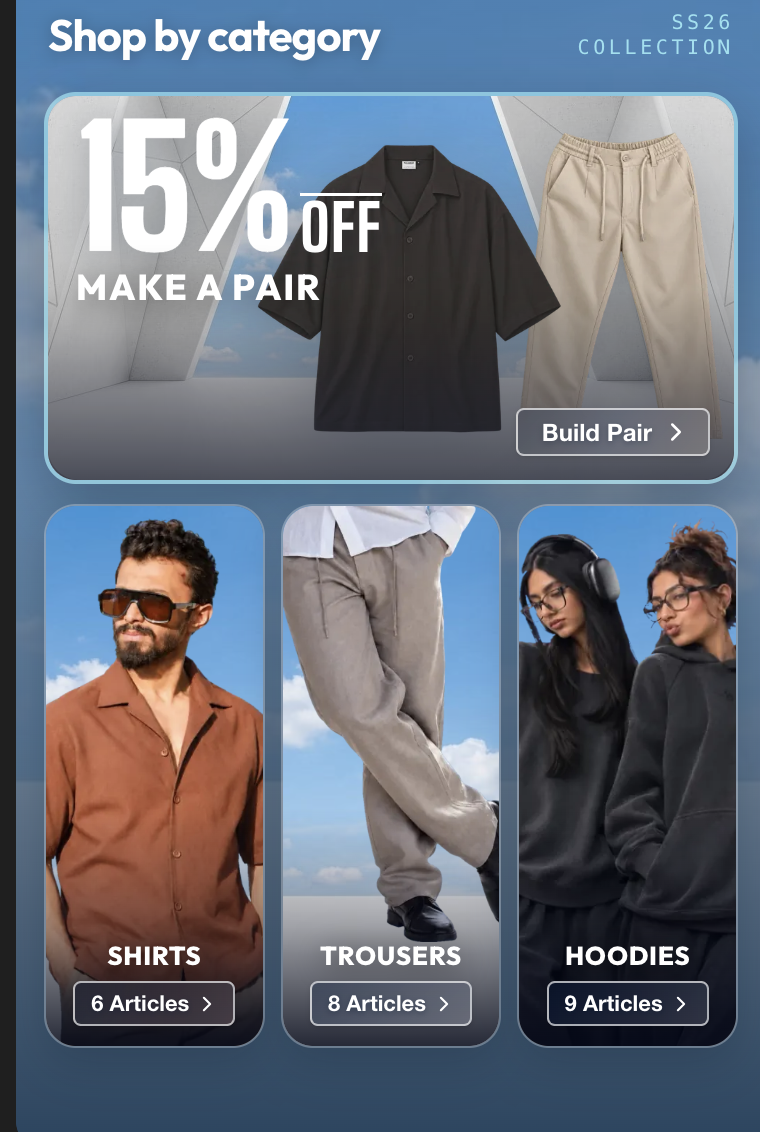 Shop by category
SS26
COLLECTION
15% OFF
MAKE A PAIR
Build Pair
SHIRTS
6 Articles
TROUSERS
8 Articles
HOODIES
9 Articles